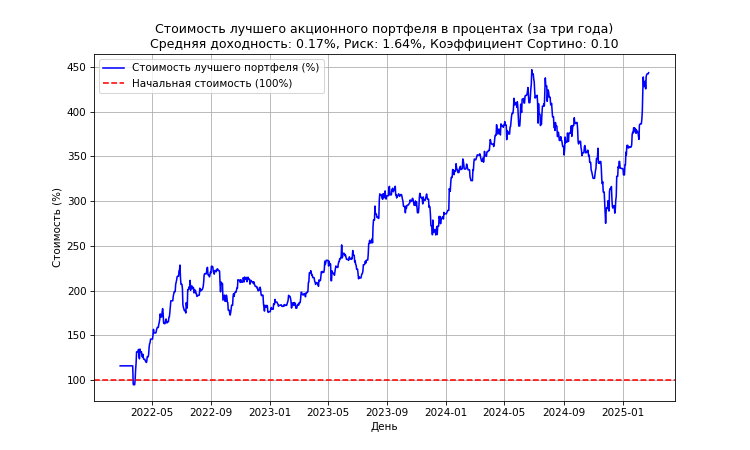 Стоимость лучшего акционного портфеля в процентах (за три года)
Средняя доходность: 0.17%, Риск: 1.64%, Коэффициент Сортино: 0.10
Стоимость лучшего портфеля (%)
Начальная стоимость (100%)
450
400
350
300
250
200
150
100
Стоимость (%)
2022-05 2022-09 2023-01 2023-05 2023-09 2024-01 2024-05 2024-09 2025-01
День